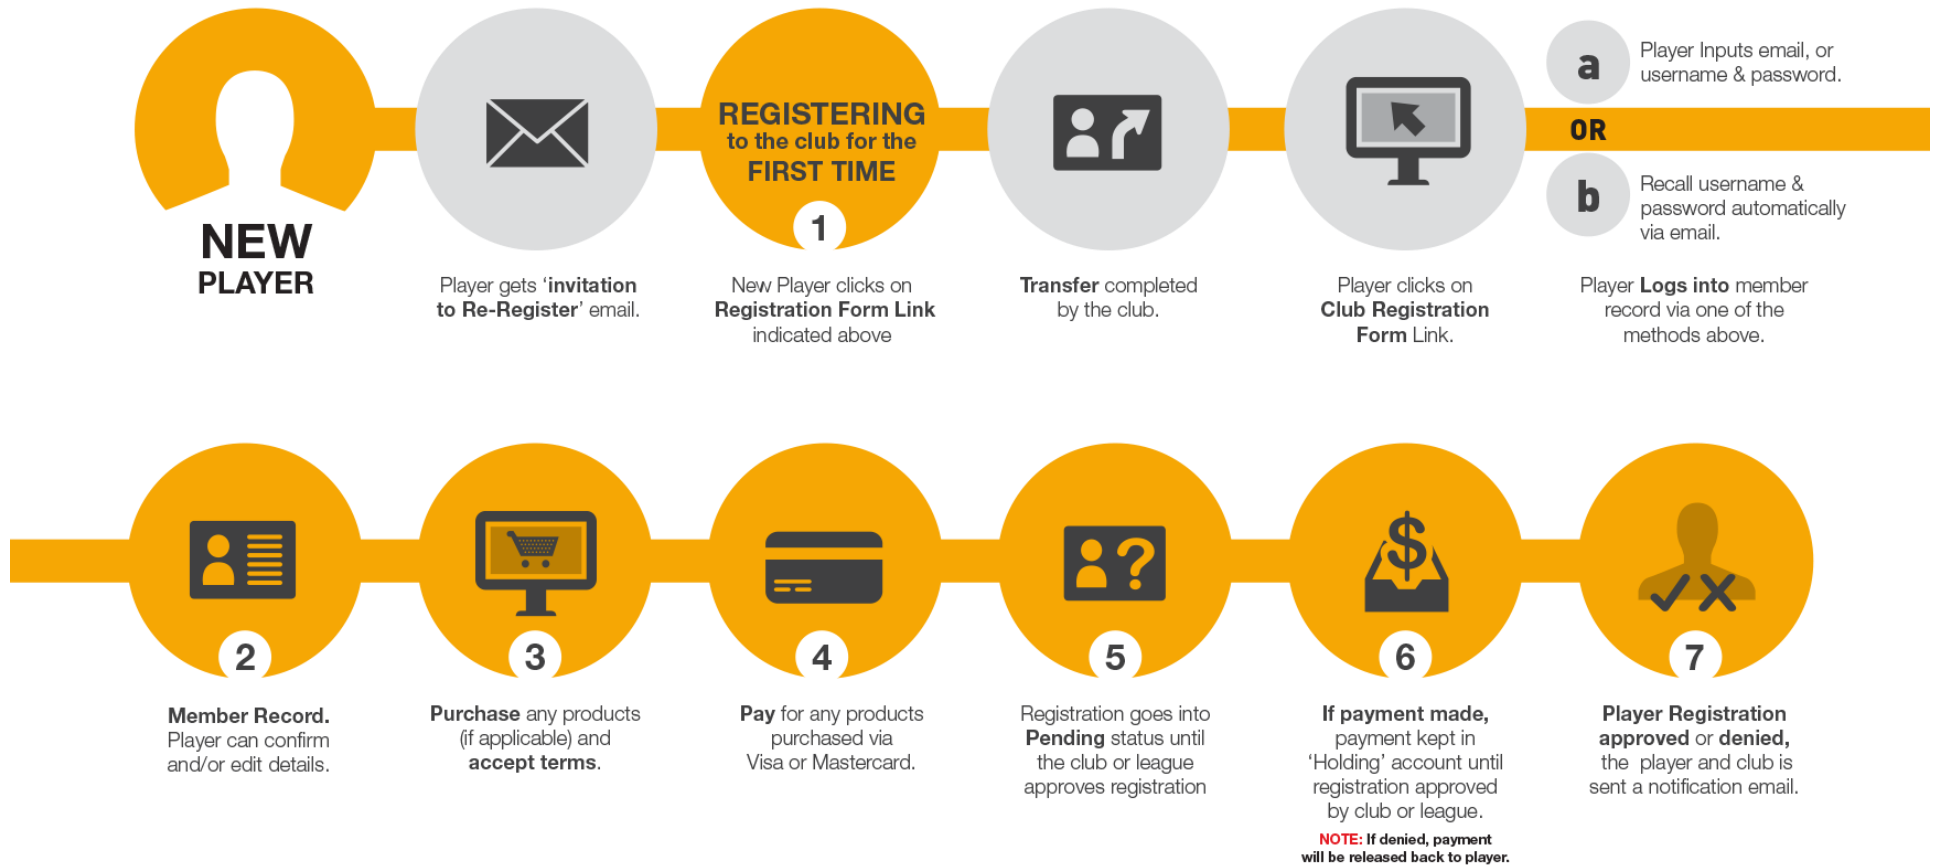 NEW
PLAYER
Player gets ‘invitation
to Re-Register’ email.
REGISTERING
to the club for the
FIRST TIME
1
New Player clicks on
Registration Form Link
indicated above
Transfer completed
by the club.
Player clicks on
Club Registration
Form Link.
a
Player Inputs email, or
username & password.
OR
b
Recall username &
password automatically
via email.
Player Logs into member
record via one of the
methods above.
2
Member Record.
Player can confirm
and/or edit details.
3
Purchase any products
(if applicable) and
accept terms.
4
Pay for any products
purchased via
Visa or Mastercard.
?
5
Registration goes into
Pending status until
the club or league
approves registration
$
6
If payment made,
payment kept in
‘Holding’ account until
registration approved
by club or league.
NOTE: If denied, payment
will be released back to player.
7
Player Registration
approved or denied,
the player and club is
sent a notification email.